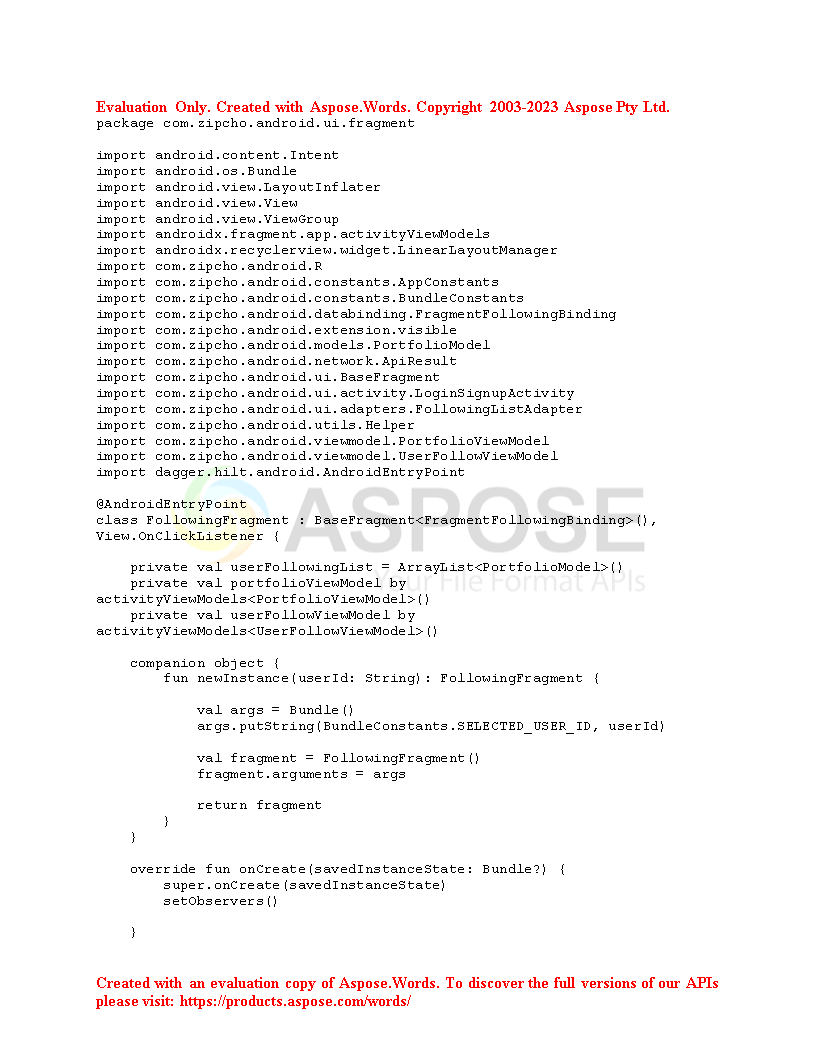 Evaluation Only. Created with Aspose.Words. Copyright 2003-2023 Aspose Pty Ltd.
package com.zipcho.android.ui.fragment

import android.content.Intent
import android.os.Bundle
import android.view.LayoutInflater
import android.view.View
import android.view.ViewGroup
import androidx.fragment.app.activityViewModels
import androidx.recyclerview.widget.LinearLayoutManager
import com.zipcho.android.R
import com.zipcho.android.constants.AppConstants
import com.zipcho.android.constants.BundleConstants
import com.zipcho.android.databinding.FragmentFollowingBinding
import com.zipcho.android.extension.visible
import com.zipcho.android.models.PortfolioModel
import com.zipcho.android.network.ApiResult
import com.zipcho.android.ui.BaseFragment
import com.zipcho.android.ui.activity.LoginSignupActivity
import com.zipcho.android.ui.adapters.FollowingListAdapter
import com.zipcho.android.utils.Helper
import com.zipcho.android.viewmodel.PortfolioViewModel
import com.zipcho.android.viewmodel.UserFollowViewModel
import dagger.hilt.android.AndroidEntryPoint

@AndroidEntryPoint
class FollowingFragment : BaseFragment<FragmentFollowingBinding>(),
View.OnClickListener {
ASPOSE
Your File Format APIs

    private val userFollowingList = ArrayList<PortfolioModel>()
    private val portfolioViewModel by
activityViewModels<PortfolioViewModel>()
    private val userFollowViewModel by
activityViewModels<UserFollowViewModel>()

    companion object {
        fun newInstance(userId: String): FollowingFragment {

            val args = Bundle()
            args.putString(BundleConstants.SELECTED_USER_ID, userId)

            val fragment = FollowingFragment()
            fragment.arguments = args

            return fragment
        }
    }

    override fun onCreate(savedInstanceState: Bundle?) {
        super.onCreate(savedInstanceState)
        setObservers()

    }

Created with an evaluation copy of Aspose.Words. To discover the full versions of our APIs
please visit: https://products.aspose.com/words/